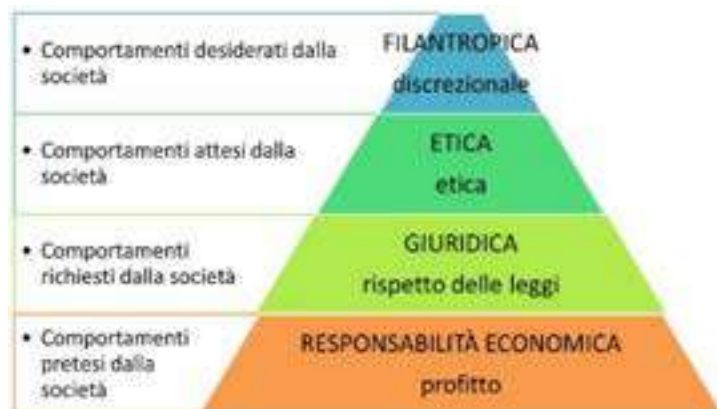 • Comportamenti desiderati dalla
società
FILANTROPICA
discrezionale
• Comportamenti attesi dalla
società
ETICA
etica
• Comportamenti
richiesti dalla società
GIURIDICA
rispetto delle leggi
• Comportamenti
pretesi dalla
società
RESPONSABILITÀ ECONOMICA
profitto